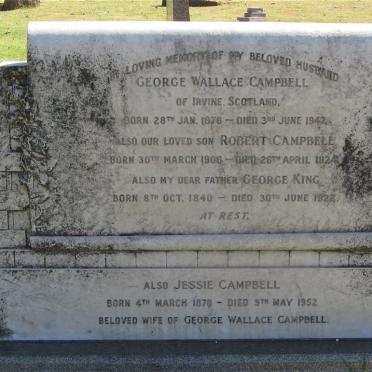 IN LOVING MEMORY OF MY BELOVED HUSBAND
GEORGE WALLACE CAMPBELL
OF IRVINE, SCOTLAND,
BORN 28TH JAN. 1876 – DIED 3RD JUNE 1947.
ALSO OUR LOVED SON ROBERT CAMPBELL
BORN 30TH MARCH 1906 – DIED 26TH APRIL 1924
ALSO MY DEAR FATHER GEORGE KING
BORN 8TH OCT. 1840 – DIED 30TH JUNE 1922.
AT REST.
ALSO JESSIE CAMPBELL
BORN 4TH MARCH 1878 – DIED 9TH MAY 1952.
BELOVED WIFE OF GEORGE WALLACE CAMPBELL.